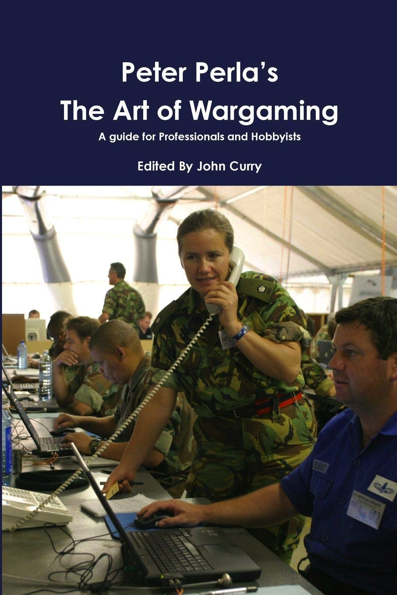 Peter Perla's
The Art of Wargaming
A guide for Professionals and Hobbyists
Edited By John Curry